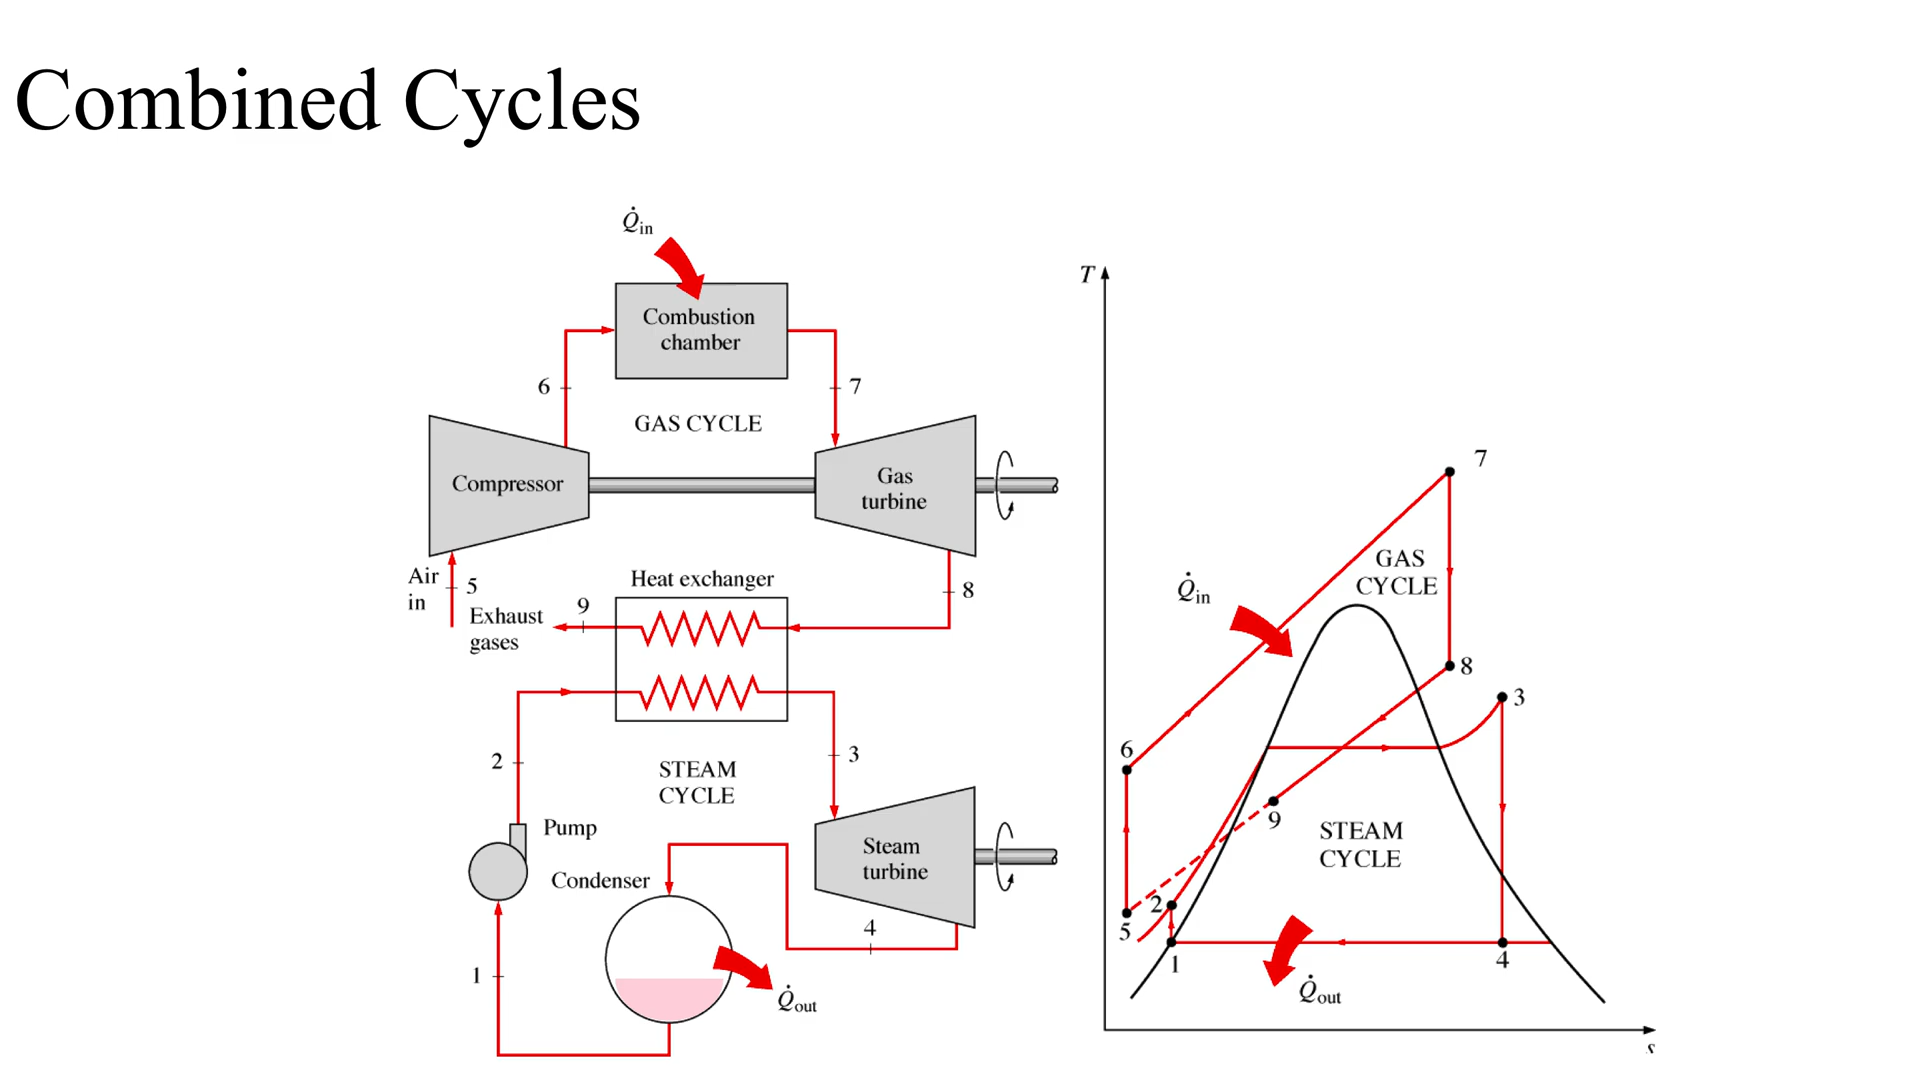 Combined Cycles
Q̇in
Combustion
chamber
6
7
GAS CYCLE
Compressor
Gas
turbine
Air
in
5
Exhaust
gases
9
Heat exchanger
8
2
3
STEAM
CYCLE
Pump
Condenser
Steam
turbine
4
1
Q̇out
T
7
GAS
CYCLE
Q̇in
8
3
6
9
STEAM
CYCLE
2
5
1
4
Q̇out
s